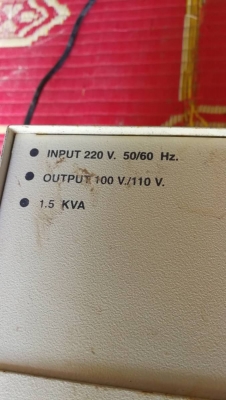 ● INPUT 220 V. 50/60 Hz.
● OUTPUT 100 V./110 V.
● 1.5 KVA